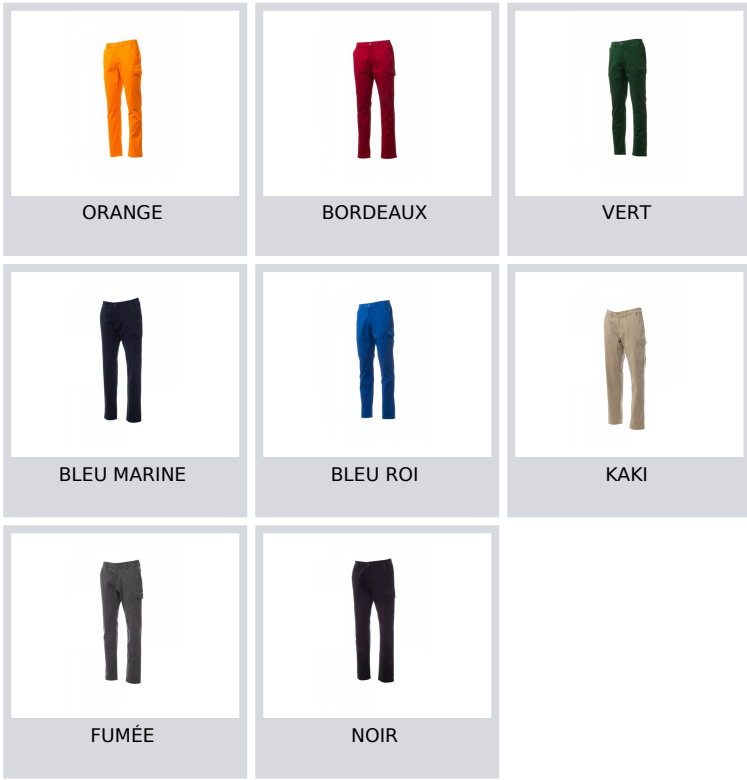 ORANGE
BORDEAUX
VERT
BLEU MARINE
BLEU ROI
KAKI
FUMÉE
NOIR